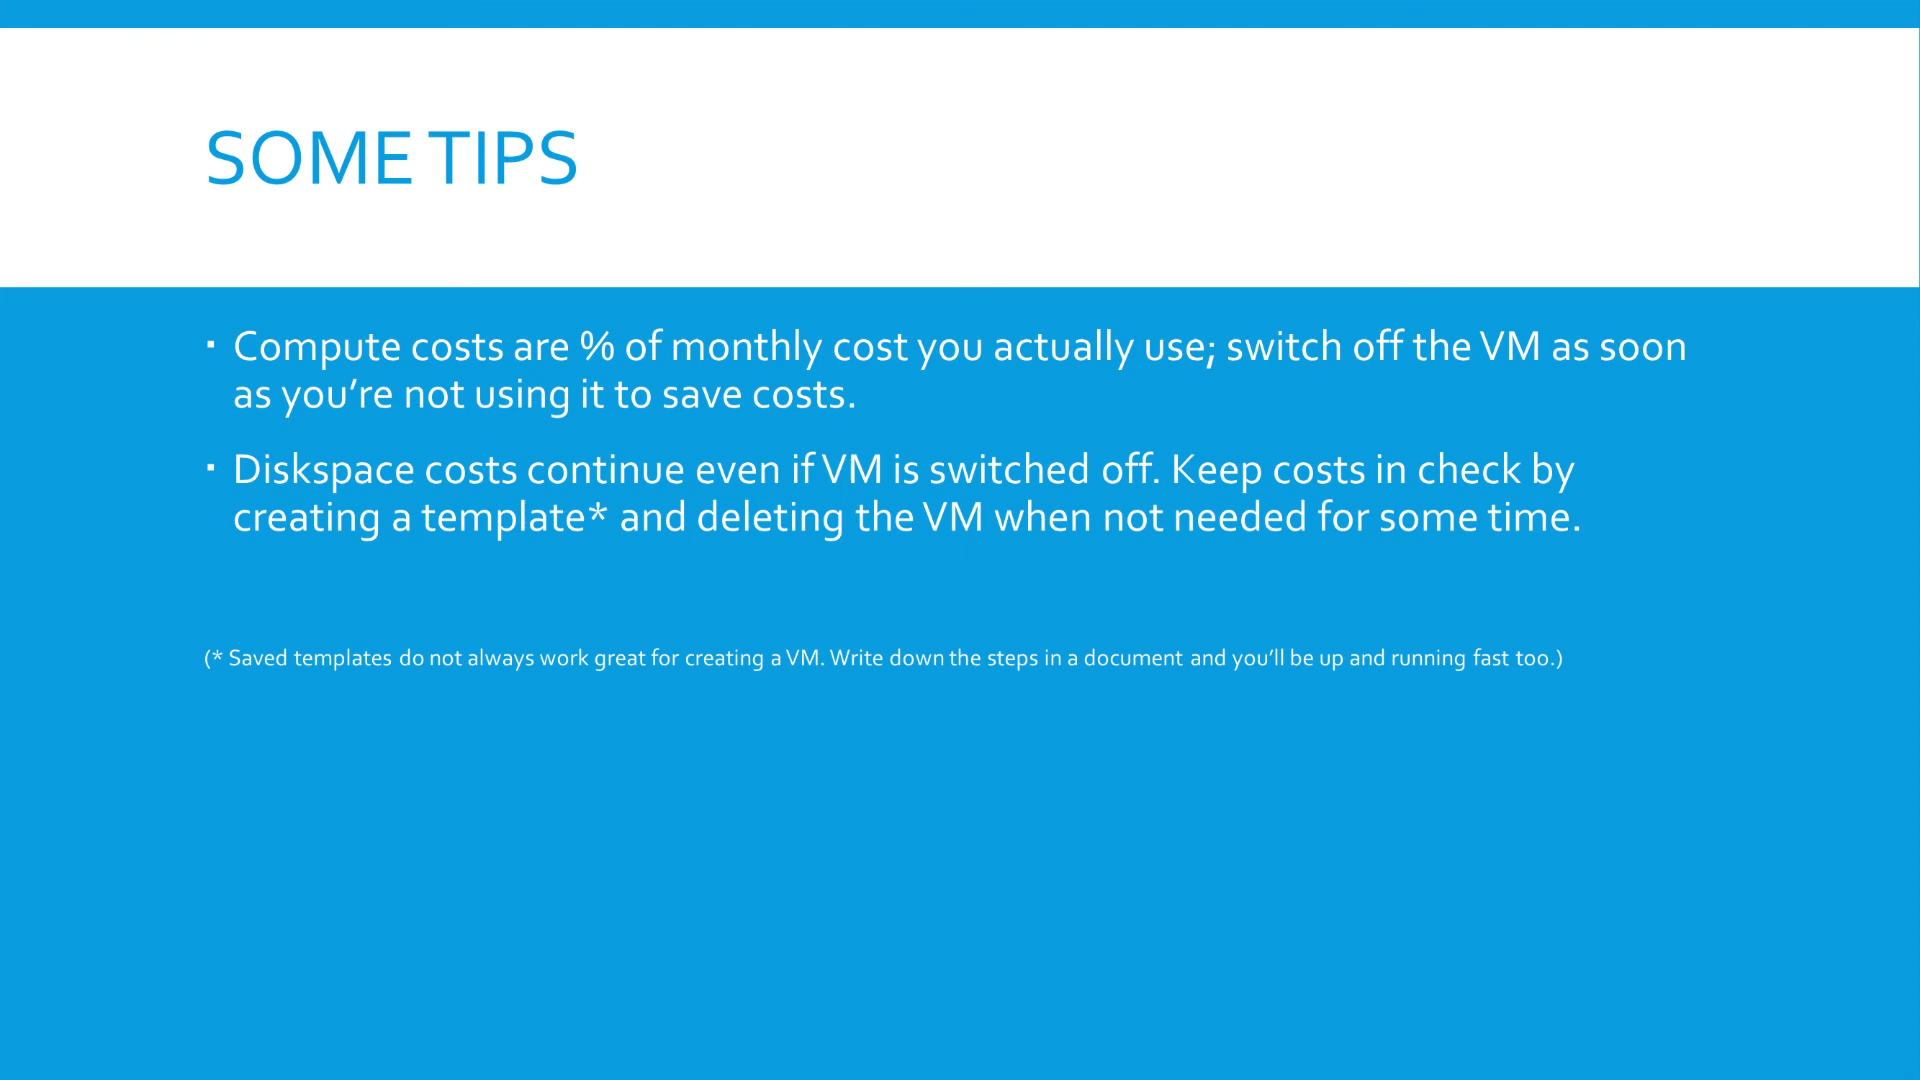 SOME TIPS
▪ Compute costs are % of monthly cost you actually use; switch off the VM as soon
as you’re not using it to save costs.
▪ Diskspace costs continue even if VM is switched off. Keep costs in check by
creating a template* and deleting the VM when not needed for some time.
(* Saved templates do not always work great for creating a VM. Write down the steps in a document and you’ll be up and running fast too.)